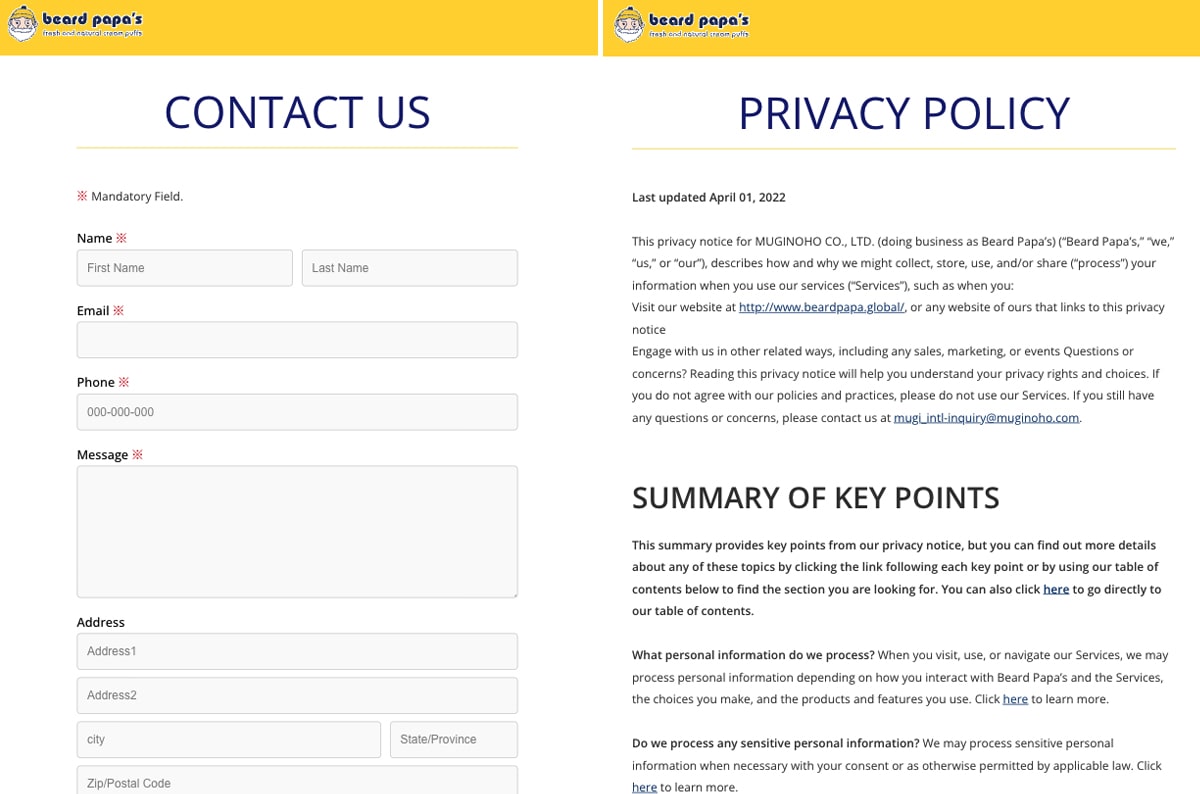 beard papa's
fresh and natural cream puffs
CONTACT US
※ Mandatory Field.
Name ※
First Name
Last Name
Email ※
Phone ※
000-000-000
Message ※
Address
Address1
Address2
city
State/Province
Zip/Postal Code
beard papa's
fresh and natural cream puffs
PRIVACY POLICY
Last updated April 01, 2022
This privacy notice for MUGINOHO CO., LTD. (doing business as Beard Papa's) (“Beard Papa's,” “we,”
“us,” or “our”), describes how and why we might collect, store, use, and/or share (“process”) your
information when you use our services (“Services”), such as when you:
Visit our website at http://www.beardpapa.global/, or any website of ours that links to this privacy
notice
Engage with us in other related ways, including any sales, marketing, or events Questions or
concerns? Reading this privacy notice will help you understand your privacy rights and choices. If
you do not agree with our policies and practices, please do not use our Services. If you still have
any questions or concerns, please contact us at mugi_intl-inquiry@muginoho.com.
SUMMARY OF KEY POINTS
This summary provides key points from our privacy notice, but you can find out more details
about any of these topics by clicking the link following each key point or by using our table of
contents below to find the section you are looking for. You can also click here to go directly to
our table of contents.
What personal information do we process? When you visit, use, or navigate our Services, we may
process personal information depending on how you interact with Beard Papa's and the Services,
the choices you make, and the products and features you use. Click here to learn more.
Do we process any sensitive personal information? We may process sensitive personal
information when necessary with your consent or as otherwise permitted by applicable law. Click
here to learn more.